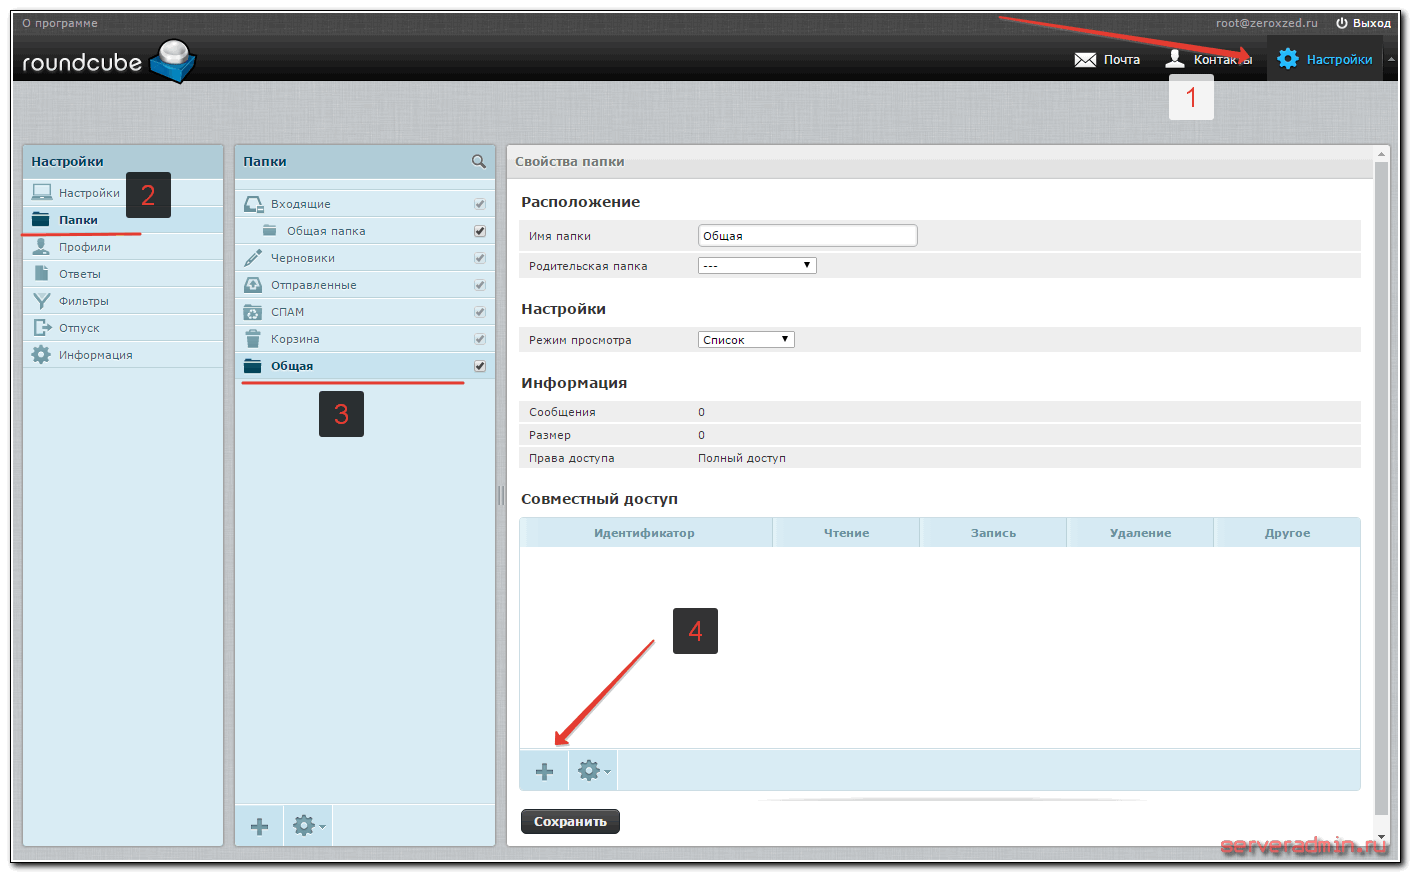 О программе
root@zeroxzed.ru
Выход
roundcube
Почта
Контакты
Настройки
1
Настройки
Настройки
2
Папки
Профили
Ответы
Фильтры
Отпуск
Информация
Папки
Входящие
Общая папка
Черновики
Отправленные
СПАМ
Корзина
Общая
3
Свойства папки
Расположение
Имя папки Общая
Родительская папка ---
Настройки
Режим просмотра Список
Информация
Сообщения 0
Размер 0
Права доступа Полный доступ
Совместный доступ
Идентификатор Чтение Запись Удаление Другое
4
Сохранить
serveradmin.ru